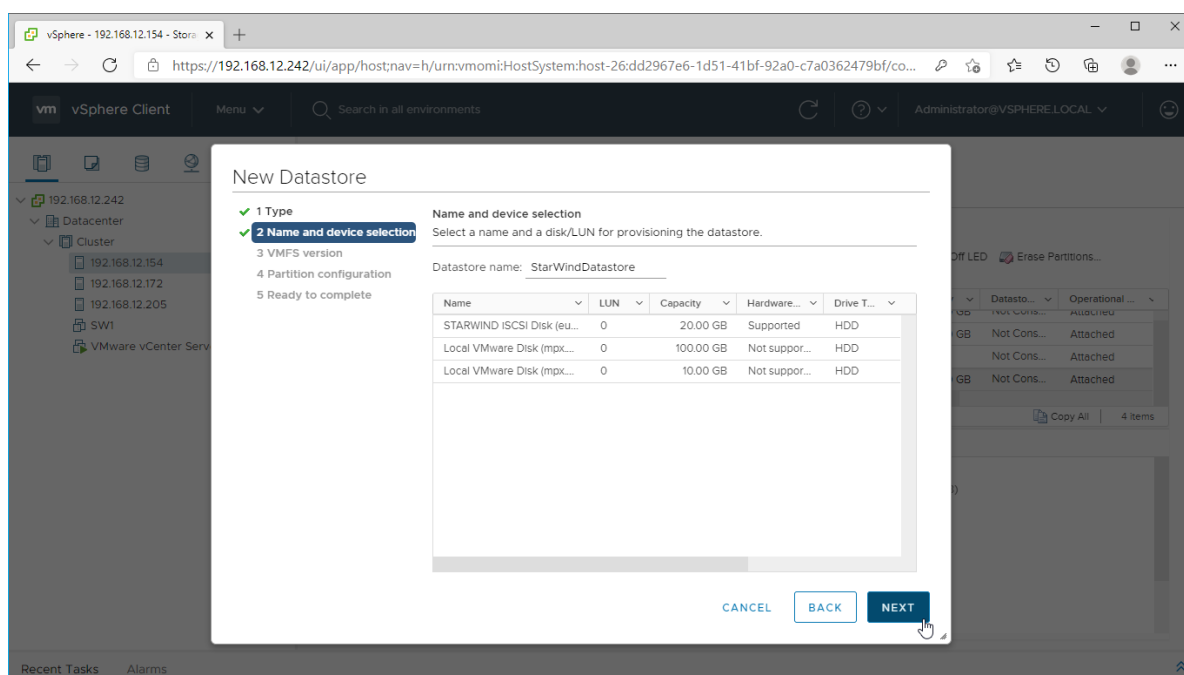 vSphere - 192.168.12.154 - Stora
https://192.168.12.242/ui/app/host;nav=h/urn:vmomi:HostSystem:host-26:dd2967e6-1d51-41bf-92a0-c7a0362479bf/co...
vm vSphere Client Menu Search in all environments Administrator@VSPHERE.LOCAL
192.168.12.242
Datacenter
Cluster
192.168.12.154
192.168.12.172
192.168.12.205
SW1
VMware vCenter Serv
New Datastore
1 Type
2 Name and device selection
3 VMFS version
4 Partition configuration
5 Ready to complete
Name and device selection
Select a name and a disk/LUN for provisioning the datastore.
Datastore name: StarWindDatastore
Name LUN Capacity Hardware... Drive T...
STARWIND iSCSI Disk (eu... 0 20.00 GB Supported HDD
Local VMware Disk (mpx.... 0 100.00 GB Not suppor... HDD
Local VMware Disk (mpx.... 0 10.00 GB Not suppor... HDD
CANCEL BACK NEXT
Off LED Erase Partitions...
Datasto... Operational ...
GB Not Cons... Attached
GB Not Cons... Attached
Not Cons... Attached
GB Not Cons... Attached
Copy All 4 items
Recent Tasks Alarms